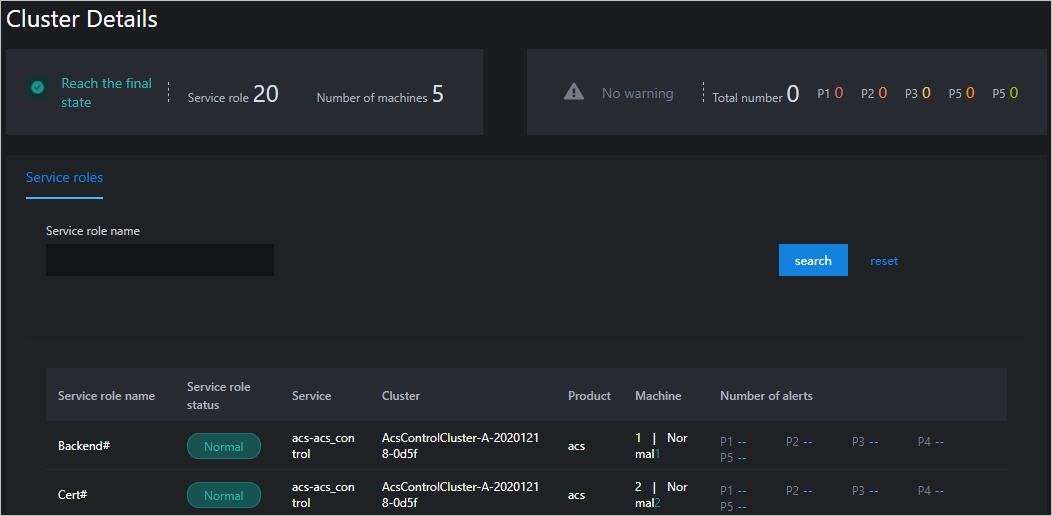 Cluster Details
Reach the final
state
Service role 20
Number of machines 5
No warning
Total number 0
P1 0
P2 0
P3 0
P5 0
P5 0
Service roles
Service role name
search
reset
Service role name
Service role
status
Service
Cluster
Product
Machine
Number of alerts
Backend#
Normal
acs-acs_con
trol
AcsControlCluster-A-2020121
8-0d5f
acs
1 | Nor
mal1
P1 -- P2 -- P3 -- P4 --
P5 --
Cert#
Normal
acs-acs_con
trol
AcsControlCluster-A-2020121
8-0d5f
acs
2 | Nor
mal2
P1 -- P2 -- P3 -- P4 --
P5 --